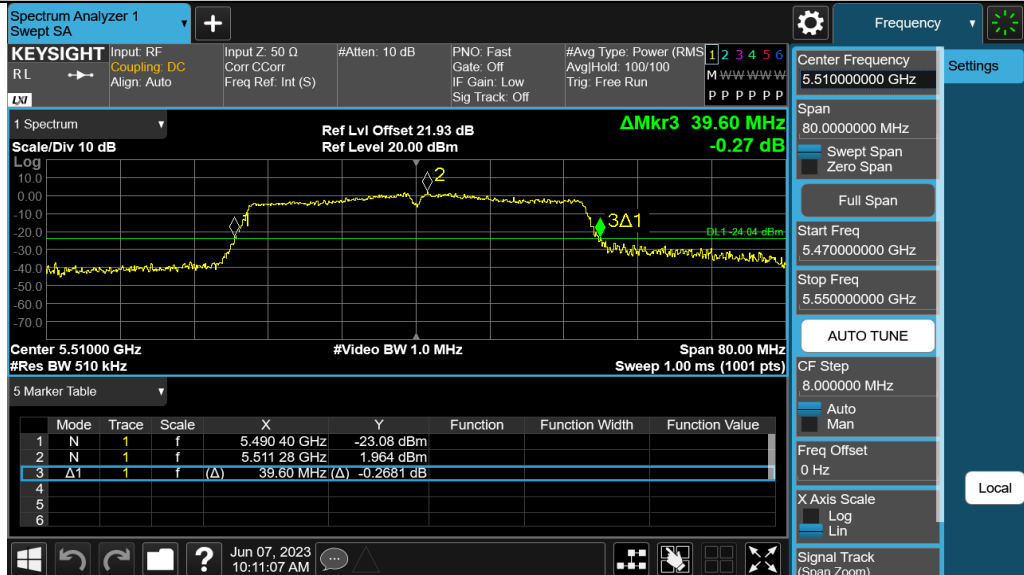 Spectrum Analyzer 1
Swept SA
Frequency
KEYSIGHT
R L
LXI
Input: RF
Coupling: DC
Align: Auto
Input Z: 50 Ω
Corr CCorr
Freq Ref: Int (S)
#Atten: 10 dB
PNO: Fast
Gate: Off
IF Gain: Low
Sig Track: Off
#Avg Type: Power (RMS
Avg|Hold: 100/100
Trig: Free Run
1 2 3 4 5 6
M W W W W W
P P P P P P
Center Frequency
5.510000000 GHz
Settings
Span
80.0000000 MHz
Swept Span
Zero Span
Full Span
Start Freq
5.470000000 GHz
Stop Freq
5.550000000 GHz
AUTO TUNE
CF Step
8.000000 MHz
Auto
Man
Freq Offset
0 Hz
X Axis Scale
Log
Lin
Local
Signal Track
(Span Zoom)
1 Spectrum
Scale/Div 10 dB
Ref Lvl Offset 21.93 dB
Ref Level 20.00 dBm
ΔMkr3 39.60 MHz
-0.27 dB
Log
10.0
0.00
-10.0
-20.0
-30.0
-40.0
-50.0
-60.0
-70.0
2
3Δ1
DL1 -24.04 dBm
Center 5.51000 GHz
#Video BW 1.0 MHz
Span 80.00 MHz
#Res BW 510 kHz
Sweep 1.00 ms (1001 pts)
5 Marker Table
Mode Trace Scale X Y Function Function Width Function Value
1 N 1 f 5.490 40 GHz -23.08 dBm
2 N 1 f 5.511 28 GHz 1.964 dBm
3 Δ1 1 f (Δ) 39.60 MHz (Δ) -0.2681 dB
4
5
6
?
Jun 07, 2023
10:11:07 AM